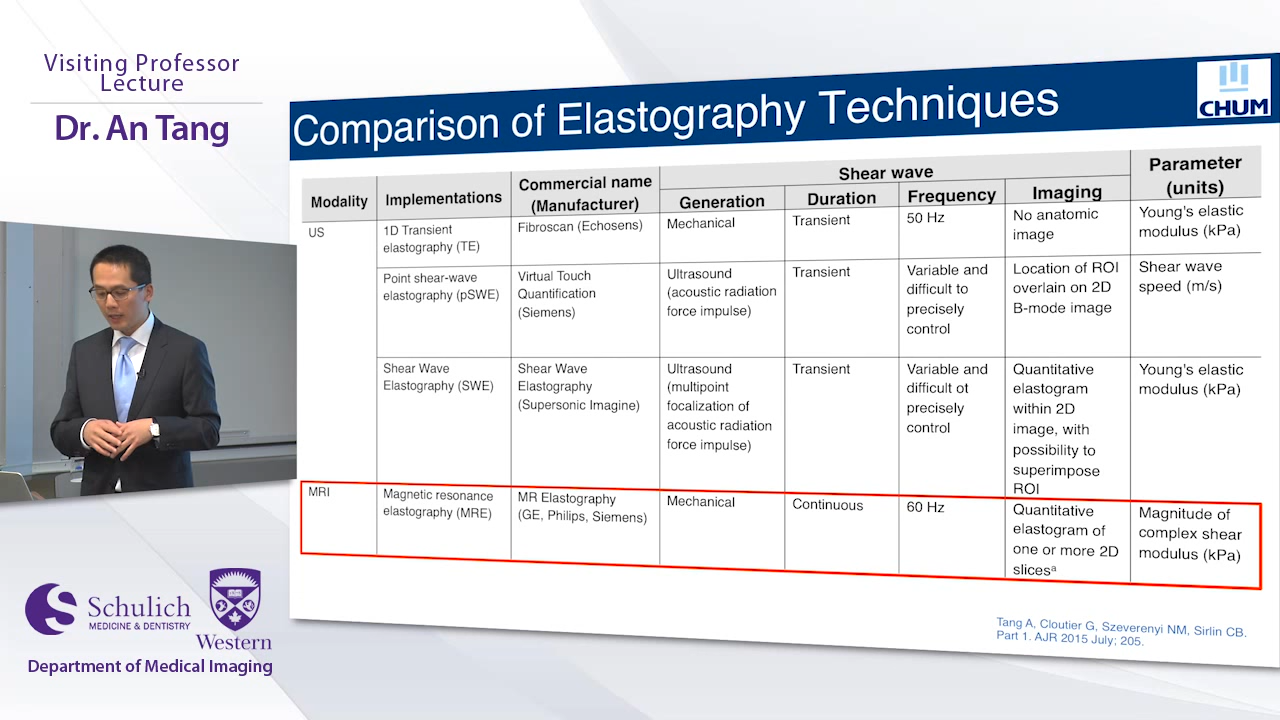 Visiting Professor
Lecture
Dr. An Tang
Comparison of Elastography Techniques
CHUM
Modality
Implementations
Commercial name
(Manufacturer)
Shear wave
Generation
Duration
Frequency
Imaging
Parameter
(units)
US
1D Transient
elastography (TE)
Fibroscan (Echosens)
Mechanical
Transient
50 Hz
No anatomic
image
Young's elastic
modulus (kPa)
Point shear-wave
elastography (pSWE)
Virtual Touch
Quantification
(Siemens)
Ultrasound
(acoustic radiation
force impulse)
Transient
Variable and
difficult to
precisely
control
Location of ROI
overlain on 2D
B-mode image
Shear wave
speed (m/s)
Shear Wave
Elastography (SWE)
Shear Wave
Elastography
(Supersonic Imagine)
Ultrasound
(multipoint
focalization of
acoustic radiation
force impulse)
Transient
Variable and
difficult ot
precisely
control
Quantitative
elastogram
within 2D
image, with
possibility to
superimpose
ROI
Young's elastic
modulus (kPa)
MRI
Magnetic resonance
elastography (MRE)
MR Elastography
(GE, Philips, Siemens)
Mechanical
Continuous
60 Hz
Quantitative
elastogram of
one or more 2D
slicesᵃ
Magnitude of
complex shear
modulus (kPa)
Tang A, Cloutier G, Szeverenyi NM, Sirlin CB.
Part 1. AJR 2015 July; 205.
Schulich
MEDICINE & DENTISTRY
Western
Department of Medical Imaging